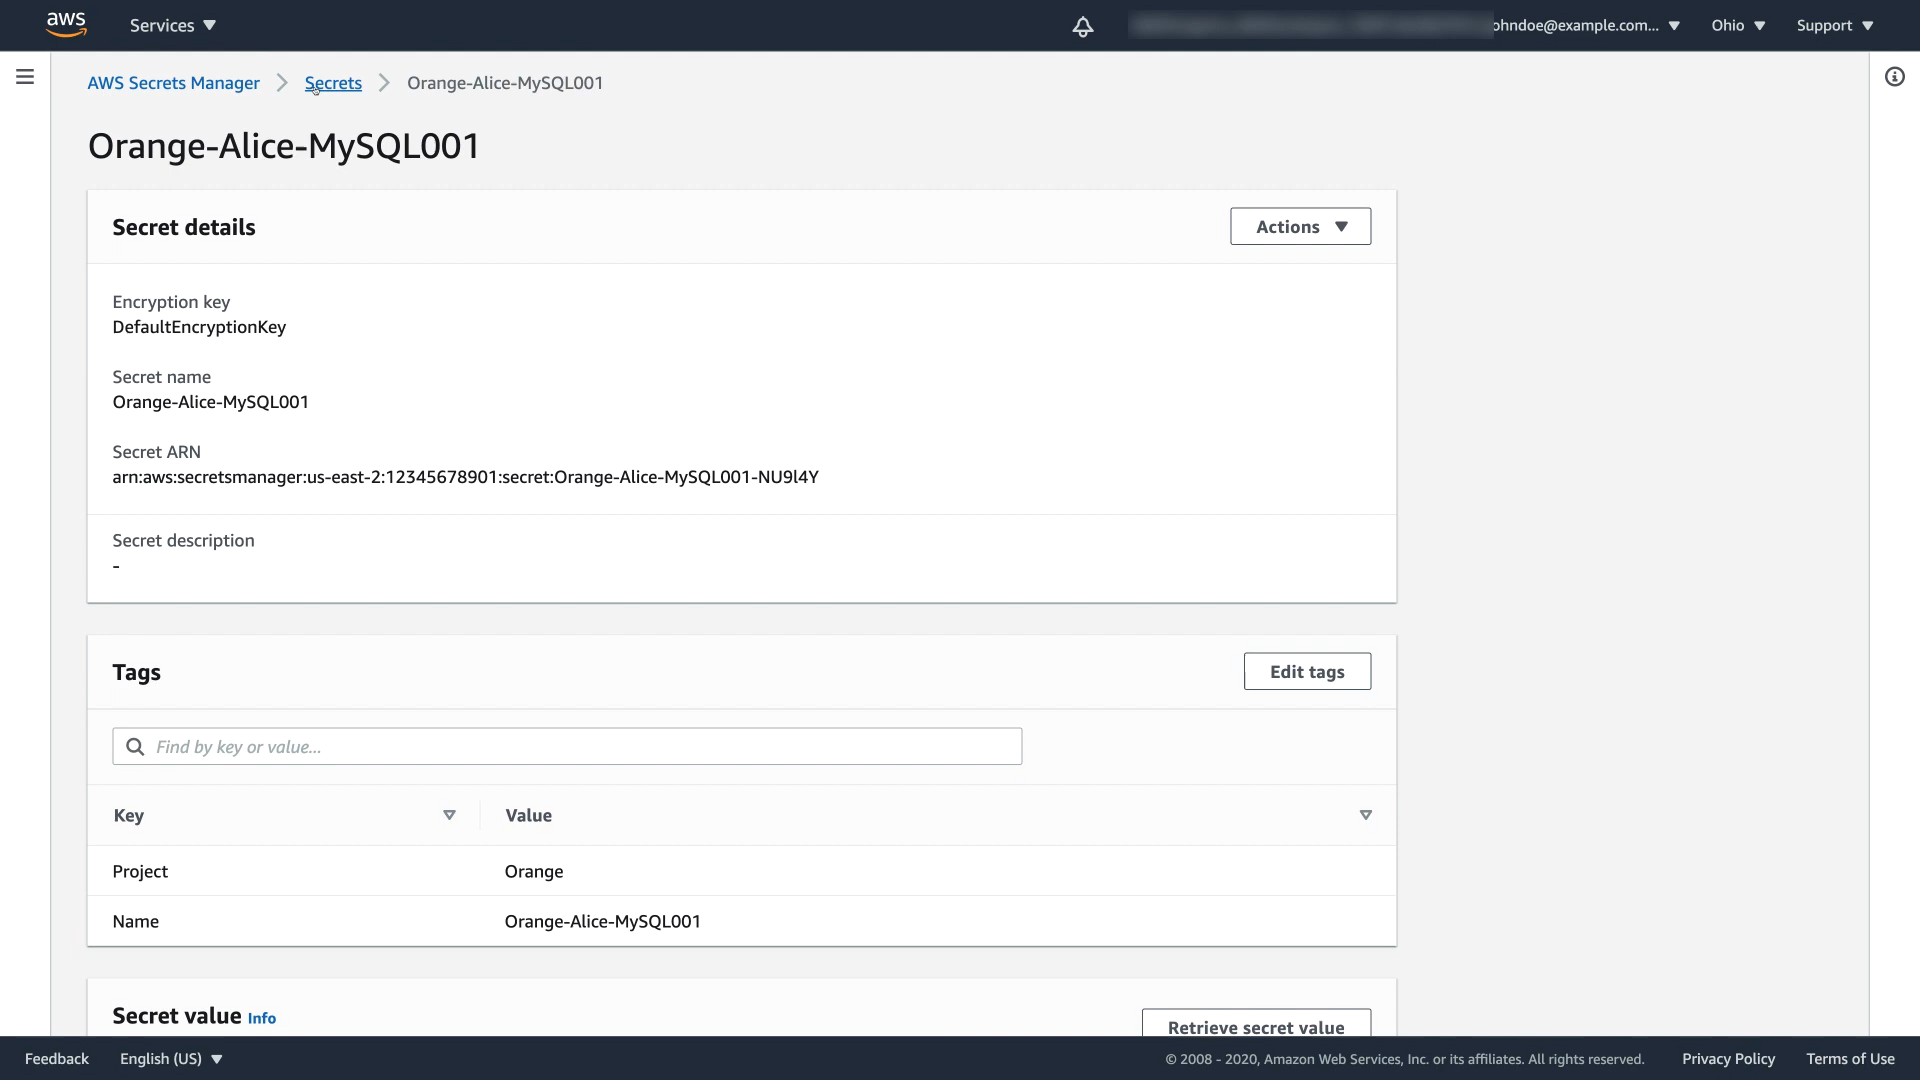 aws
Services
ohndoe@example.com...
Ohio
Support
AWS Secrets Manager
Secrets
Orange-Alice-MySQL001
Orange-Alice-MySQL001
Secret details
Actions
Encryption key
DefaultEncryptionKey
Secret name
Orange-Alice-MySQL001
Secret ARN
arn:aws:secretsmanager:us-east-2:12345678901:secret:Orange-Alice-MySQL001-NU9l4Y
Secret description
-
Tags
Edit tags
Find by key or value...
Key
Value
Project
Orange
Name
Orange-Alice-MySQL001
Secret value Info
Retrieve secret value
Feedback
English (US)
© 2008 - 2020, Amazon Web Services, Inc. or its affiliates. All rights reserved.
Privacy Policy
Terms of Use